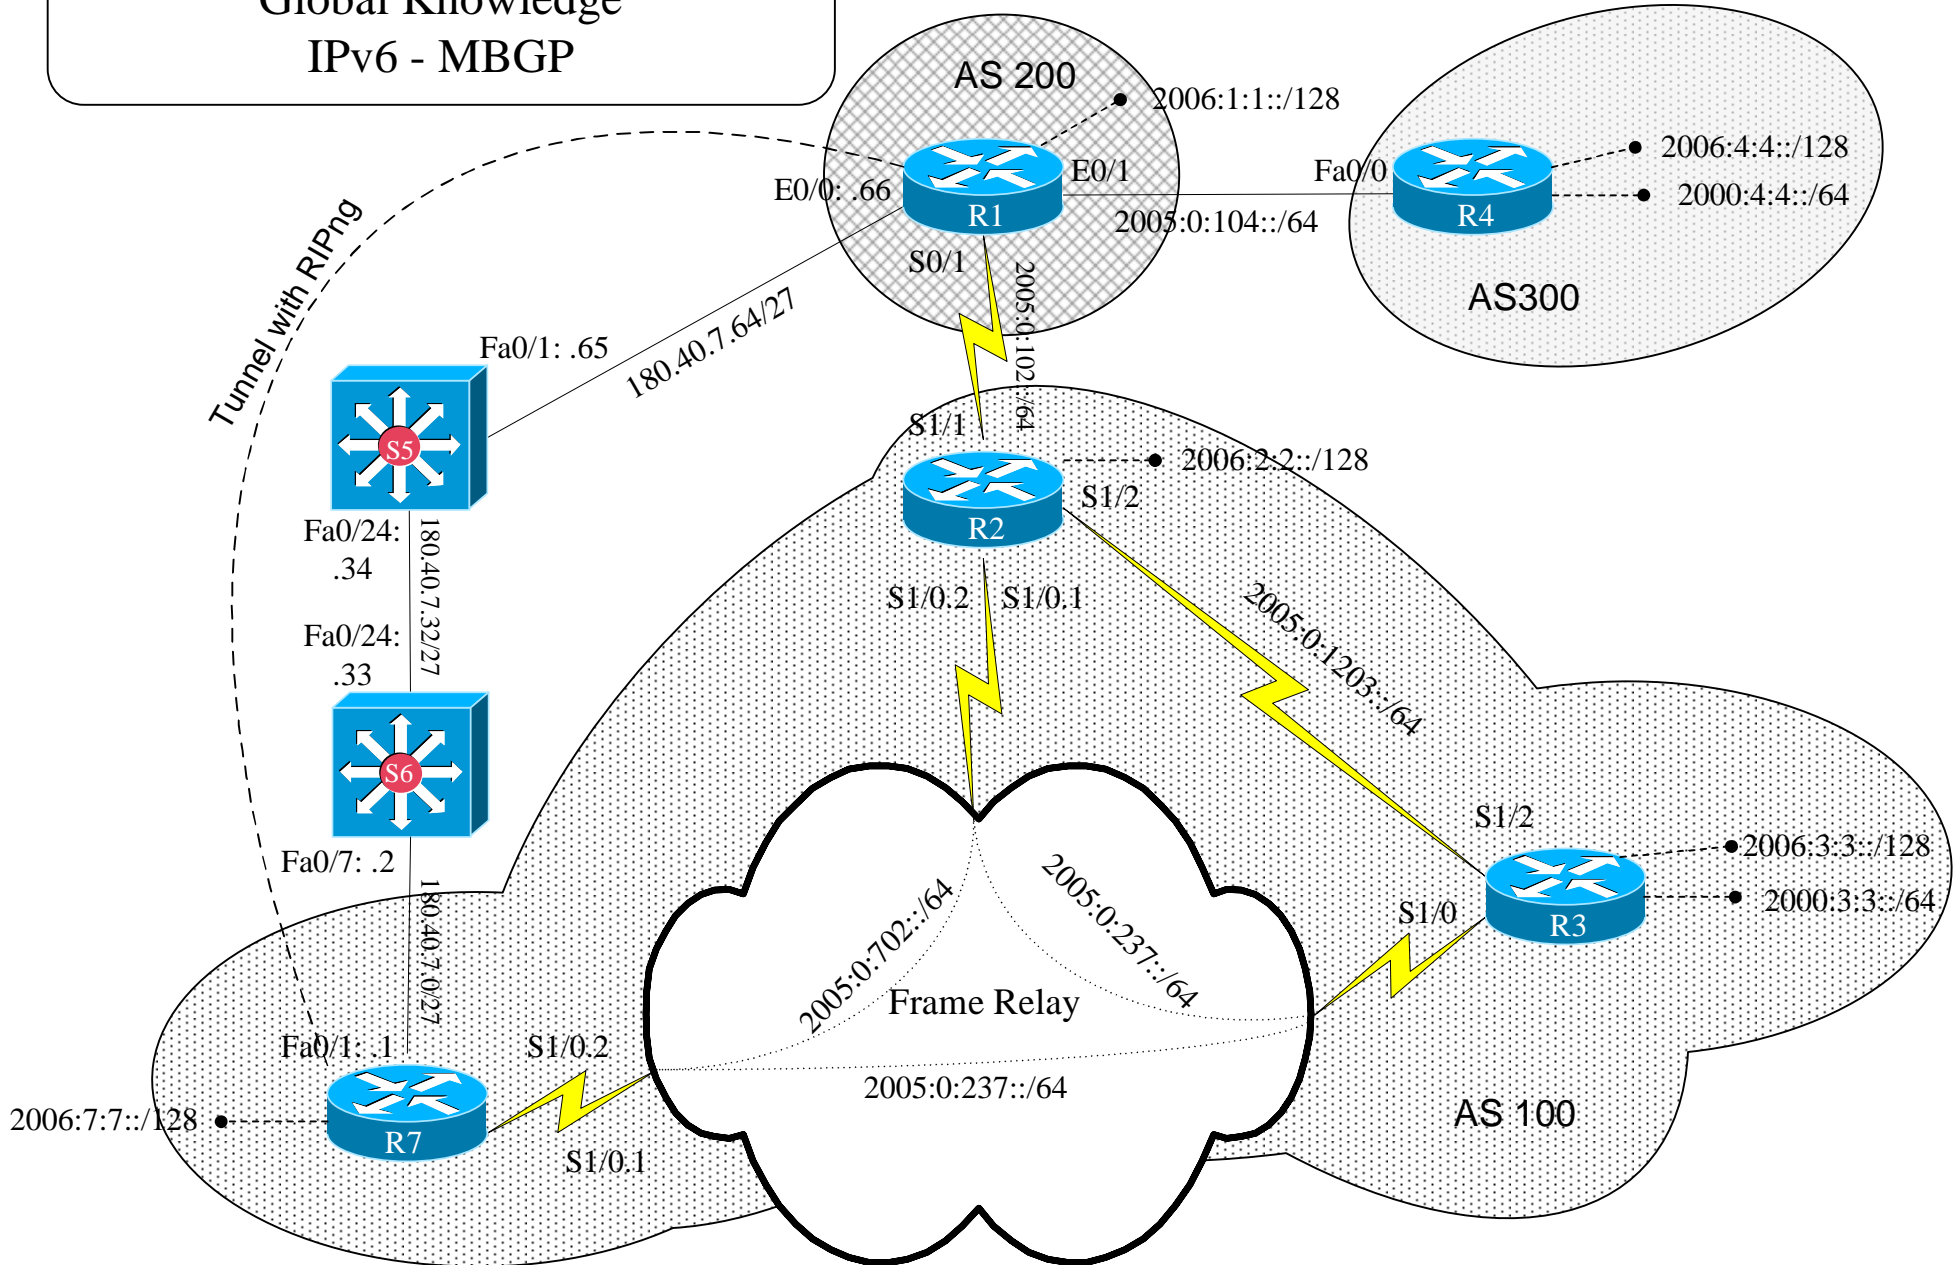 Global Knowledge
IPv6 - MBGP
AS 200
2006:1:1::/128
2006:4:4::/128
E0/0: .66
E0/1
Fa0/0
R1
R4
2000:4:4::/64
2005:0:104::/64
S0/1
AS300
Tunnel with RIPng
2005:0:102::/64
180.40.7.64/27
Fa0/1: .65
S5
S1/1
2006:2:2::/128
S1/2
R2
Fa0/24:
.34
180.40.7.32/27
S1/0.2
S1/0.1
2005:0:1203::/64
Fa0/24:
.33
S6
S1/2
2006:3:3::/128
Fa0/7: .2
180.40.7.0/27
2005:0:702::/64
2005:0:237::/64
S1/0
R3
2000:3:3::/64
Frame Relay
Fa0/1: .1
S1/0.2
2005:0:237::/64
AS 100
2006:7:7::/128
R7
S1/0.1